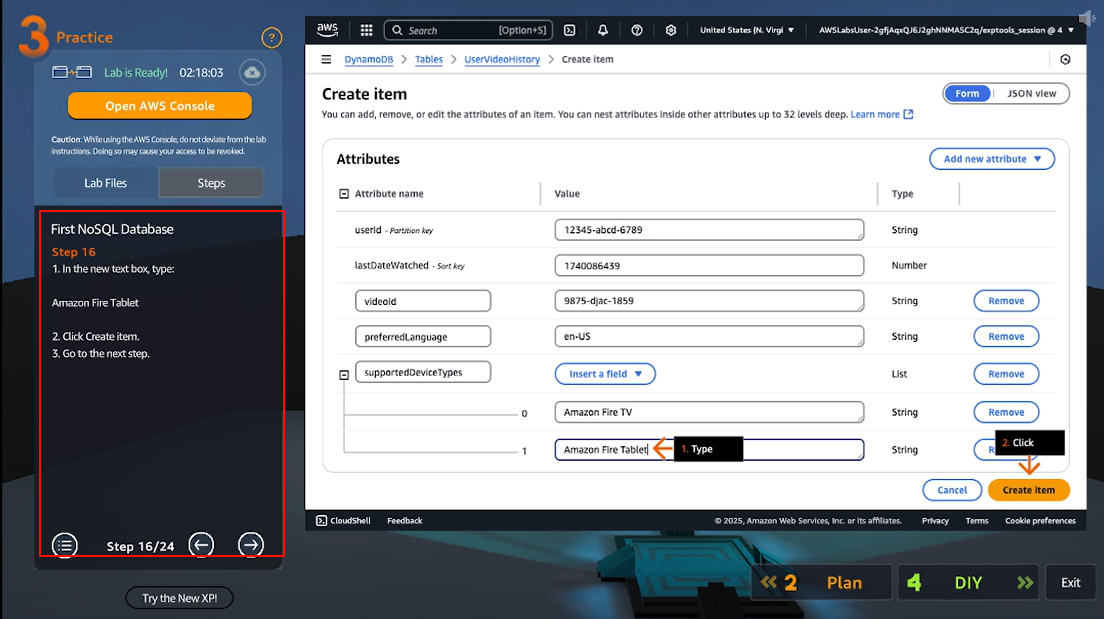 3 Practice
?
Lab is Ready! 02:18:03
Open AWS Console
Caution: While using the AWS Console, do not deviate from the lab
instructions. Doing so may cause your access to be revoked.
Lab Files Steps
First NoSQL Database
Step 16
1. In the new text box, type:
Amazon Fire Tablet
2. Click Create item.
3. Go to the next step.
Step 16/24
Try the New XP!
aws Search [Option+S] United States (N. Virgi AWSLabsUser-2gfjAqxQJ6J2ghNNMA5C2q/exptools_session @ 4
DynamoDB > Tables > UserVideoHistory > Create item
Create item
Form JSON view
You can add, remove, or edit the attributes of an item. You can nest attributes inside other attributes up to 32 levels deep. Learn more
Attributes
Add new attribute
Attribute name Value Type
userId - Partition key 12345-abcd-6789 String
lastDateWatched - Sort key 1740086439 Number
videoId 9875-djac-1859 String Remove
preferredLanguage en-US String Remove
supportedDeviceTypes Insert a field List Remove
0 Amazon Fire TV String Remove
1 Amazon Fire Tablet 1. Type String 2. Click
Cancel Create item
CloudShell Feedback © 2025, Amazon Web Services, Inc. or its affiliates. Privacy Terms Cookie preferences
2 Plan 4 DIY Exit